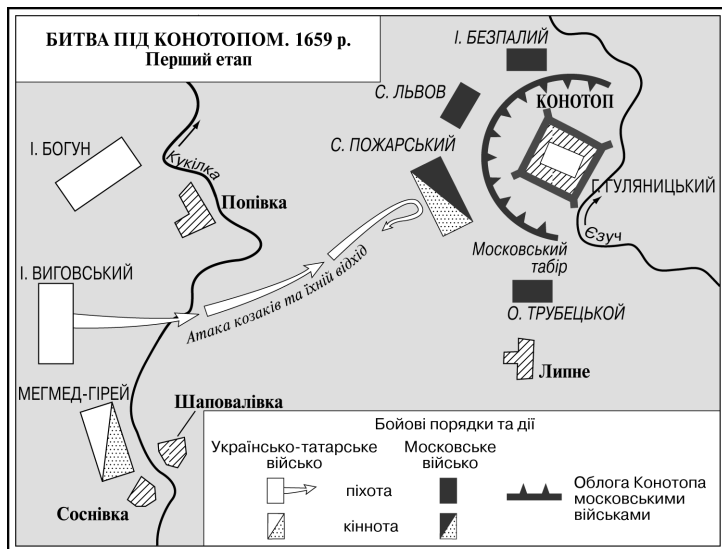 БИТВА ПІД КОНОТОПОМ. 1659 р.
Перший етап
І. БЕЗПАЛИЙ
С. ЛЬВОВ
КОНОТОП
С. ПОЖАРСЬКИЙ
І. БОГУН
Кукілка
Г. ГУЛЯНИЦЬКИЙ
Попівка
Єзуч
Московський
табір
І. ВИГОВСЬКИЙ
Атака козаків та їхній відхід
О. ТРУБЕЦЬКОЙ
Липне
МЕГМЕД-ГІРЕЙ
Шаповалівка
Соснівка
Бойові порядки та дії
Українсько-татарське
військо
Московське
військо
піхота
кіннота
Облога Конотопа
московськими
військами